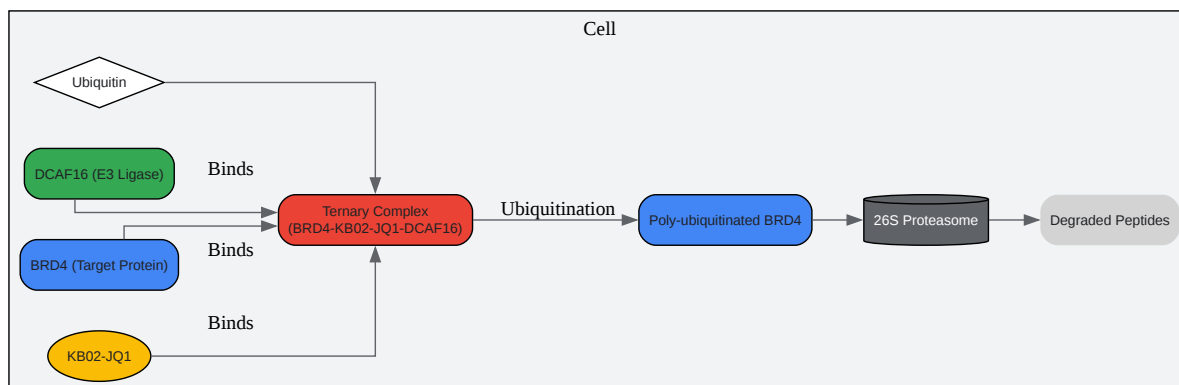 Cell
Ubiquitin
DCAF16 (E3 Ligase)
Binds
BRD4 (Target Protein)
Binds
KB02-JQ1
Binds
Ternary Complex
(BRD4-KB02-JQ1-DCAF16)
Ubiquitination
Poly-ubiquitinated BRD4
26S Proteasome
Degraded Peptides